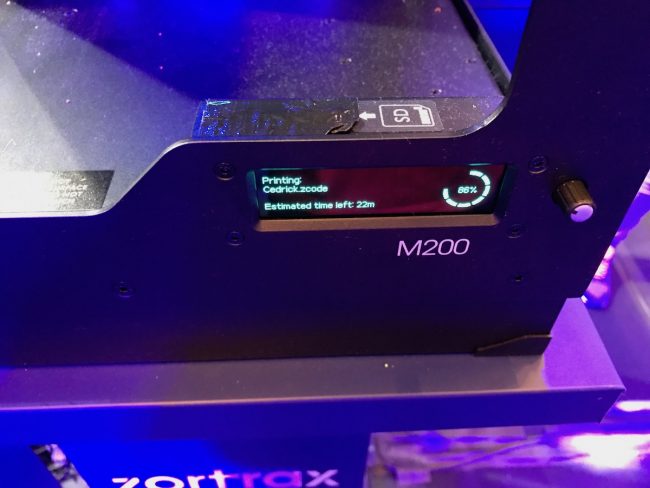 SD
Printing:
Cedrick.zcode
86%
Estimated time left: 22m
M200
zortrax